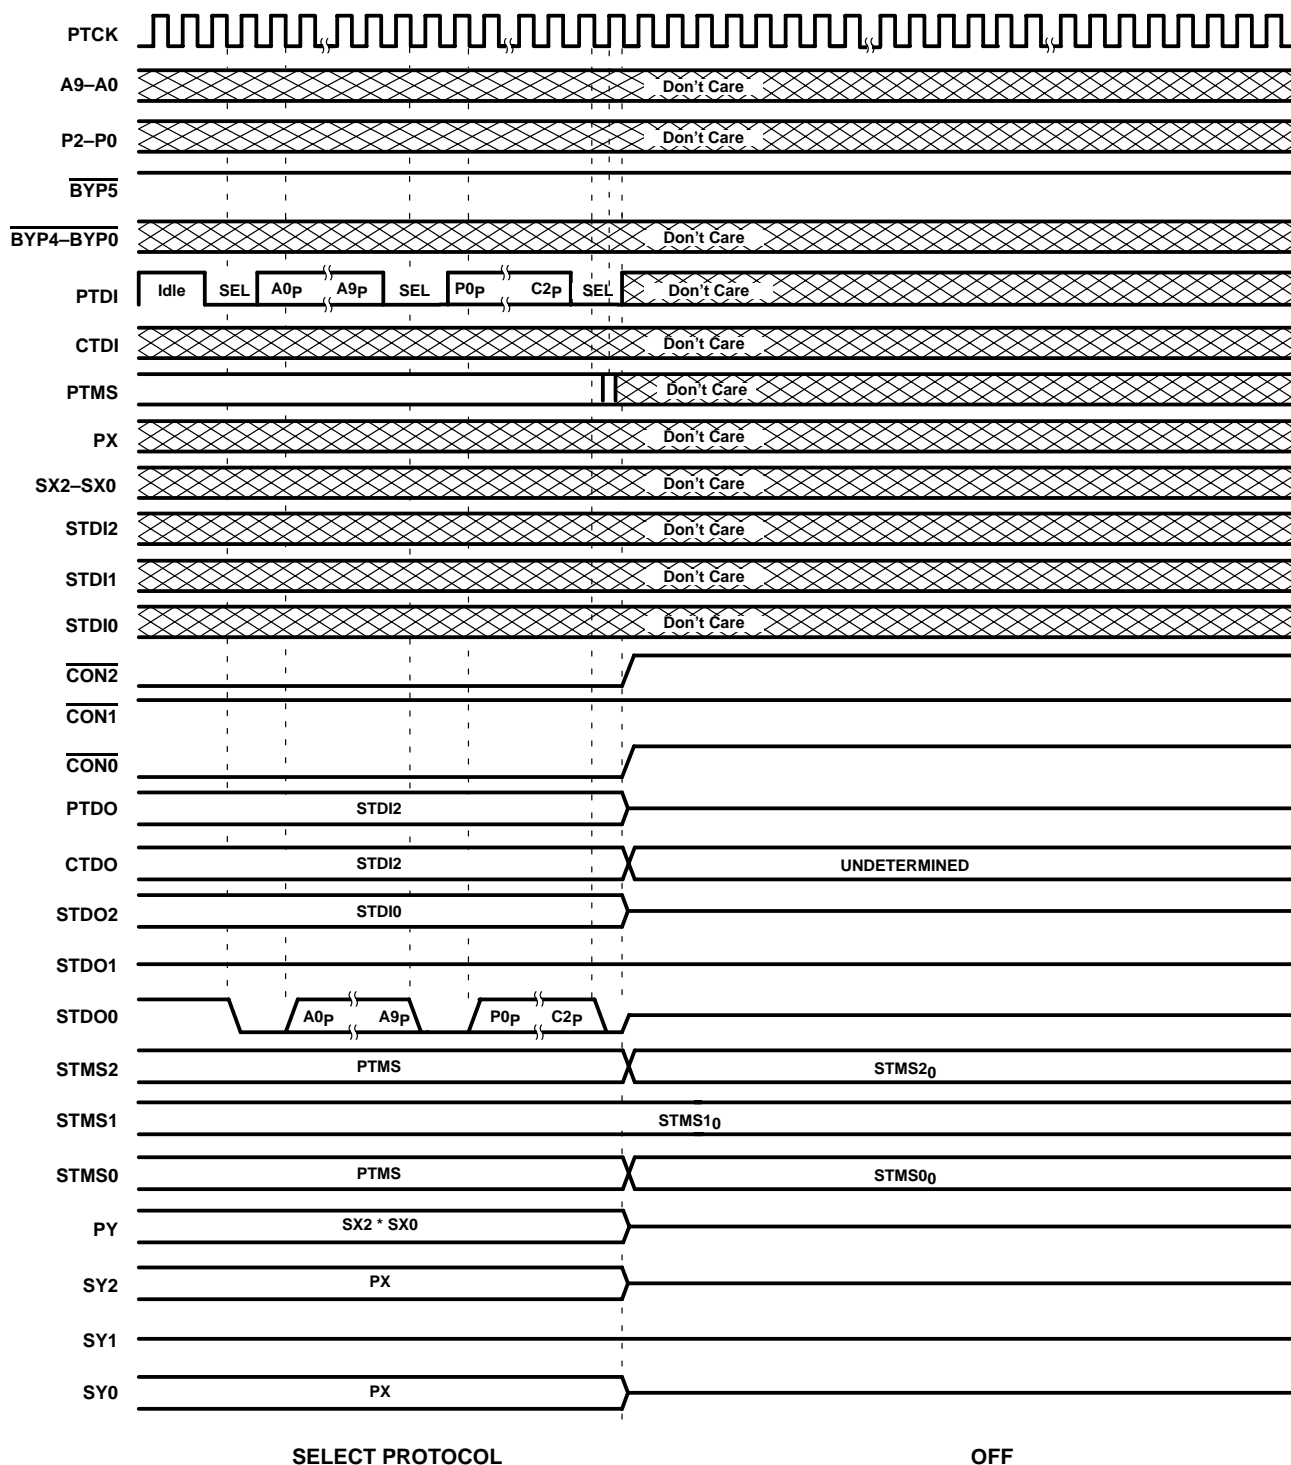 PTCK
A9–A0 Don't Care
P2–P0 Don't Care
BYP5
BYP4–BYP0 Don't Care
PTDI Idle SEL A0P A9P SEL P0P C2P SEL Don't Care
CTDI Don't Care
PTMS Don't Care
PX Don't Care
SX2–SX0 Don't Care
STDI2 Don't Care
STDI1 Don't Care
STDI0 Don't Care
CON2
CON1
CON0
PTDO STDI2
CTDO STDI2 UNDETERMINED
STDO2 STDI0
STDO1
STDO0 A0P A9P P0P C2P
STMS2 PTMS STMS20
STMS1 STMS10
STMS0 PTMS STMS00
PY SX2 * SX0
SY2 PX
SY1
SY0 PX
SELECT PROTOCOL OFF